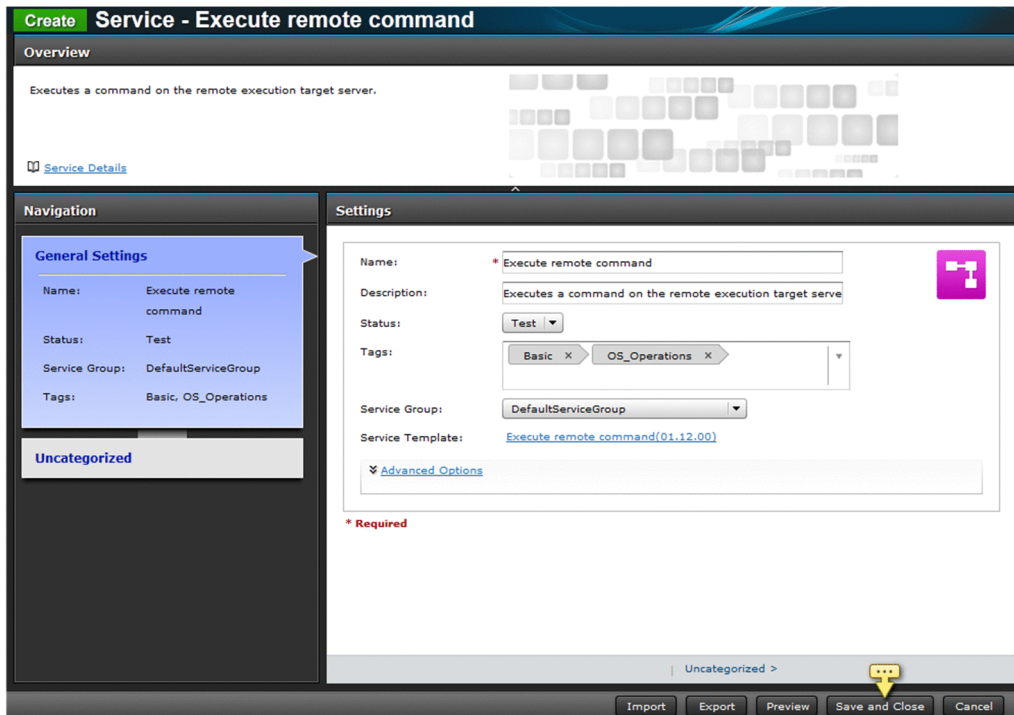 Create Service - Execute remote command
Overview
Executes a command on the remote execution target server.
Service Details
Navigation
General Settings
Name: Execute remote
command
Status: Test
Service Group: DefaultServiceGroup
Tags: Basic, OS_Operations
Uncategorized
Settings
Name: * Execute remote command
Description: Executes a command on the remote execution target serve
Status: Test
Tags: Basic × OS_Operations ×
Service Group: DefaultServiceGroup
Service Template: Execute remote command(01.12.00)
Advanced Options
* Required
Uncategorized >
Import Export Preview Save and Close Cancel